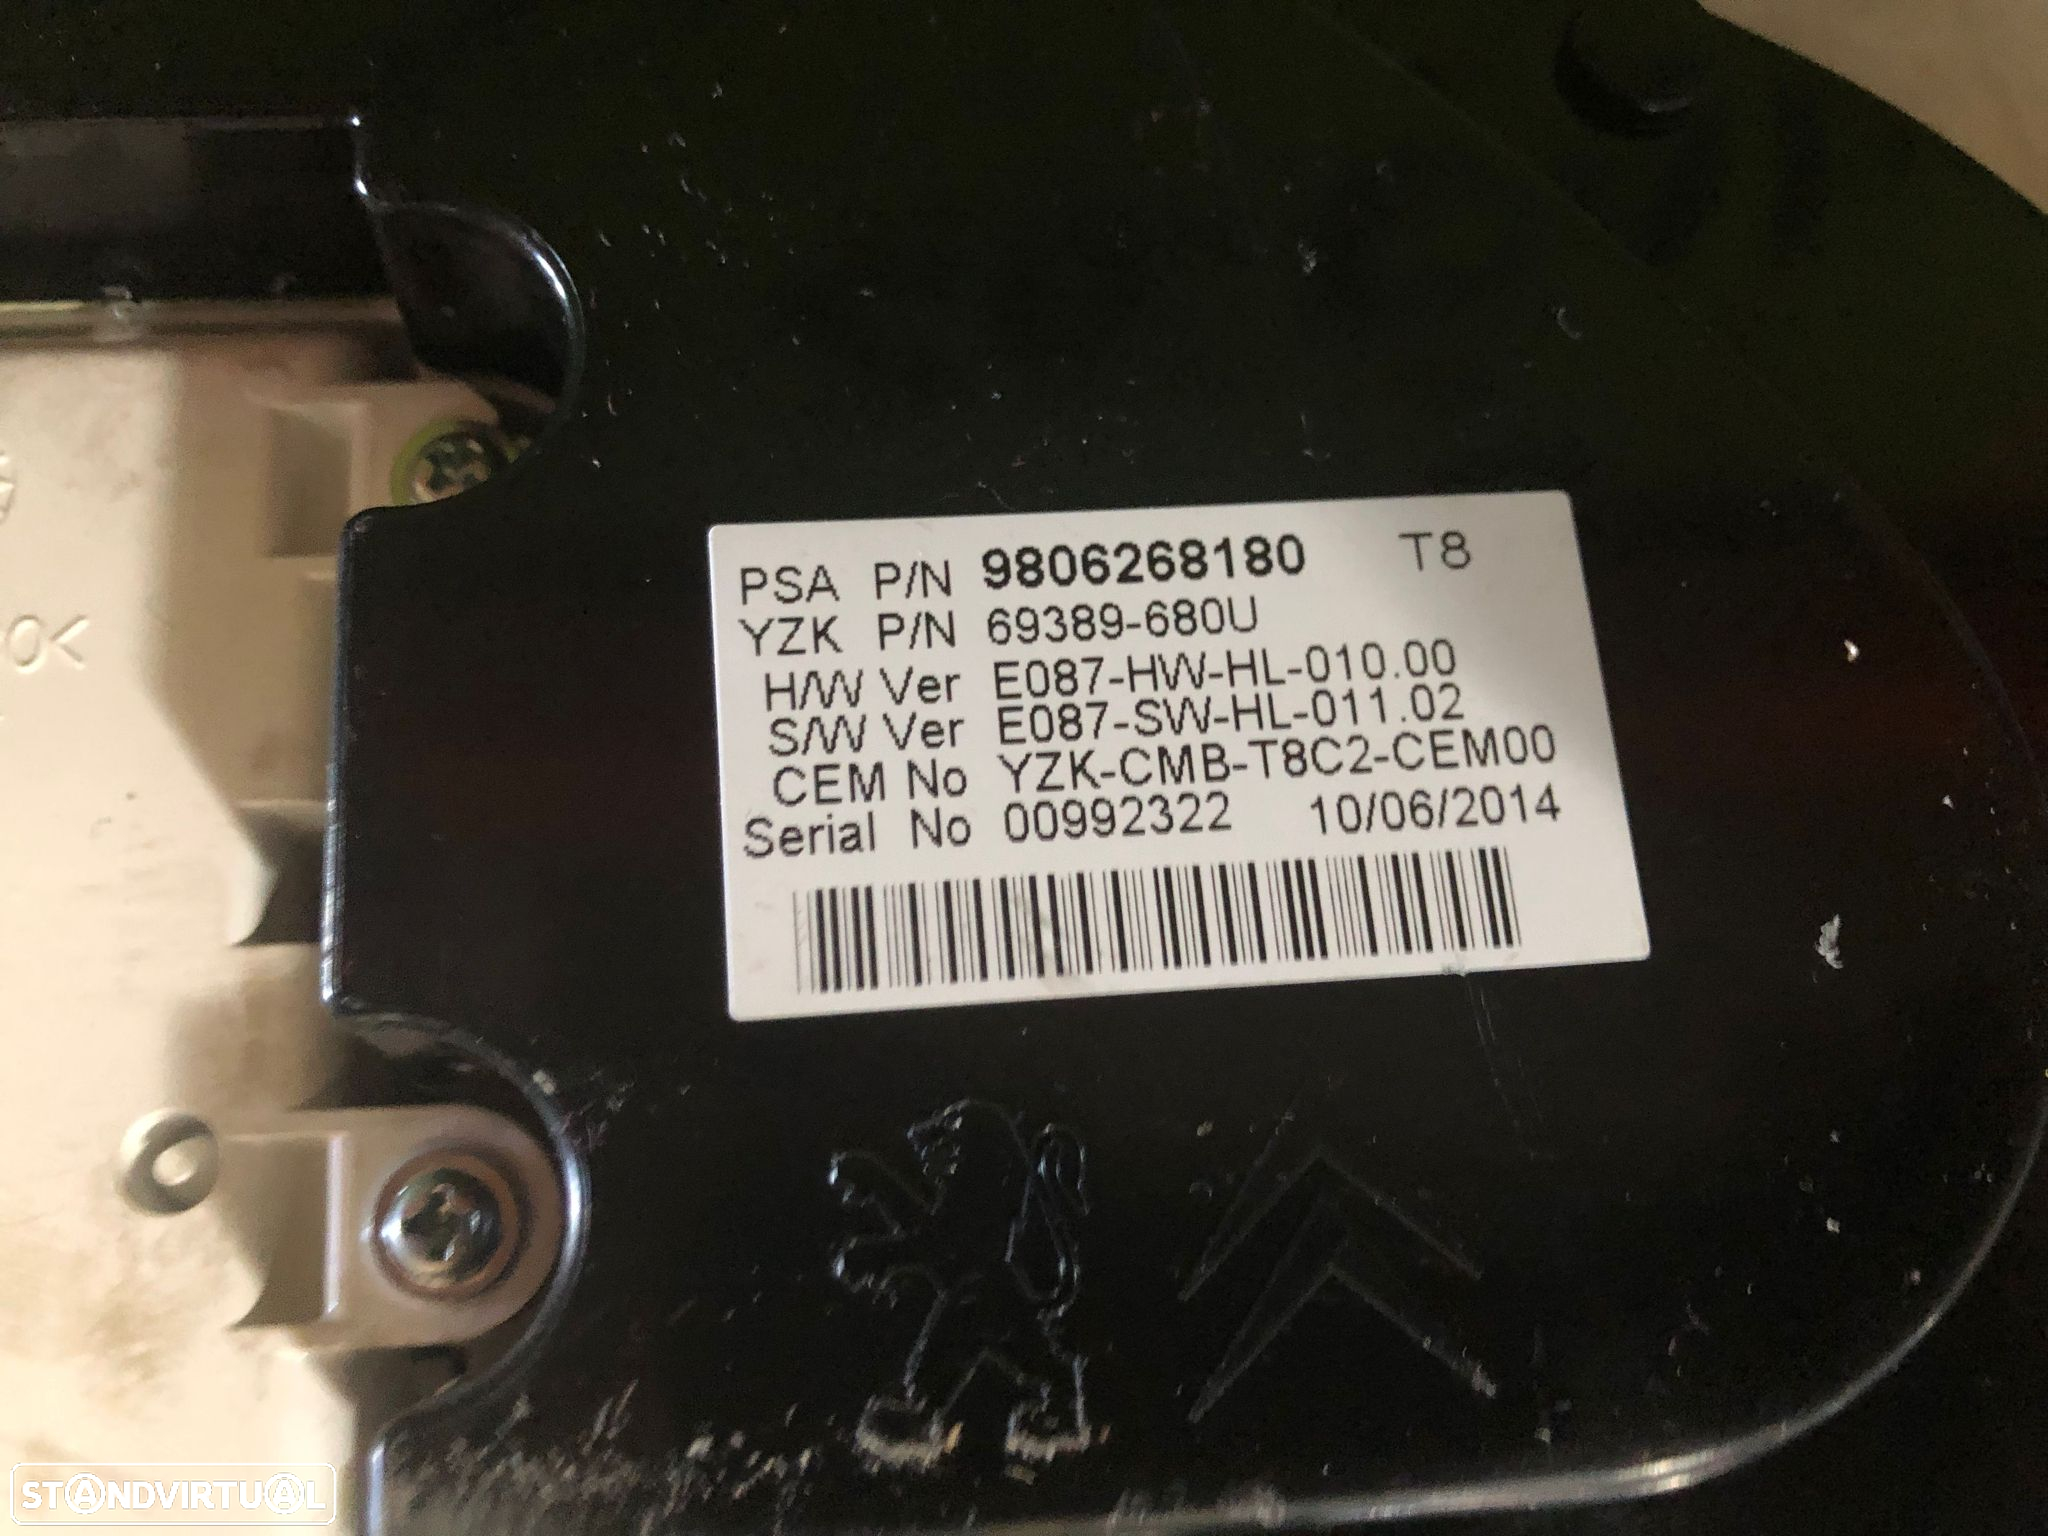 PSA P/N 9806268180 T8
YZK P/N 69389-680U
H/W Ver E087-HW-HL-010.00
S/W Ver E087-SW-HL-011.02
CEM No YZK-CMB-T8C2-CEM00
Serial No 00992322 10/06/2014
STANDVIRTUAL